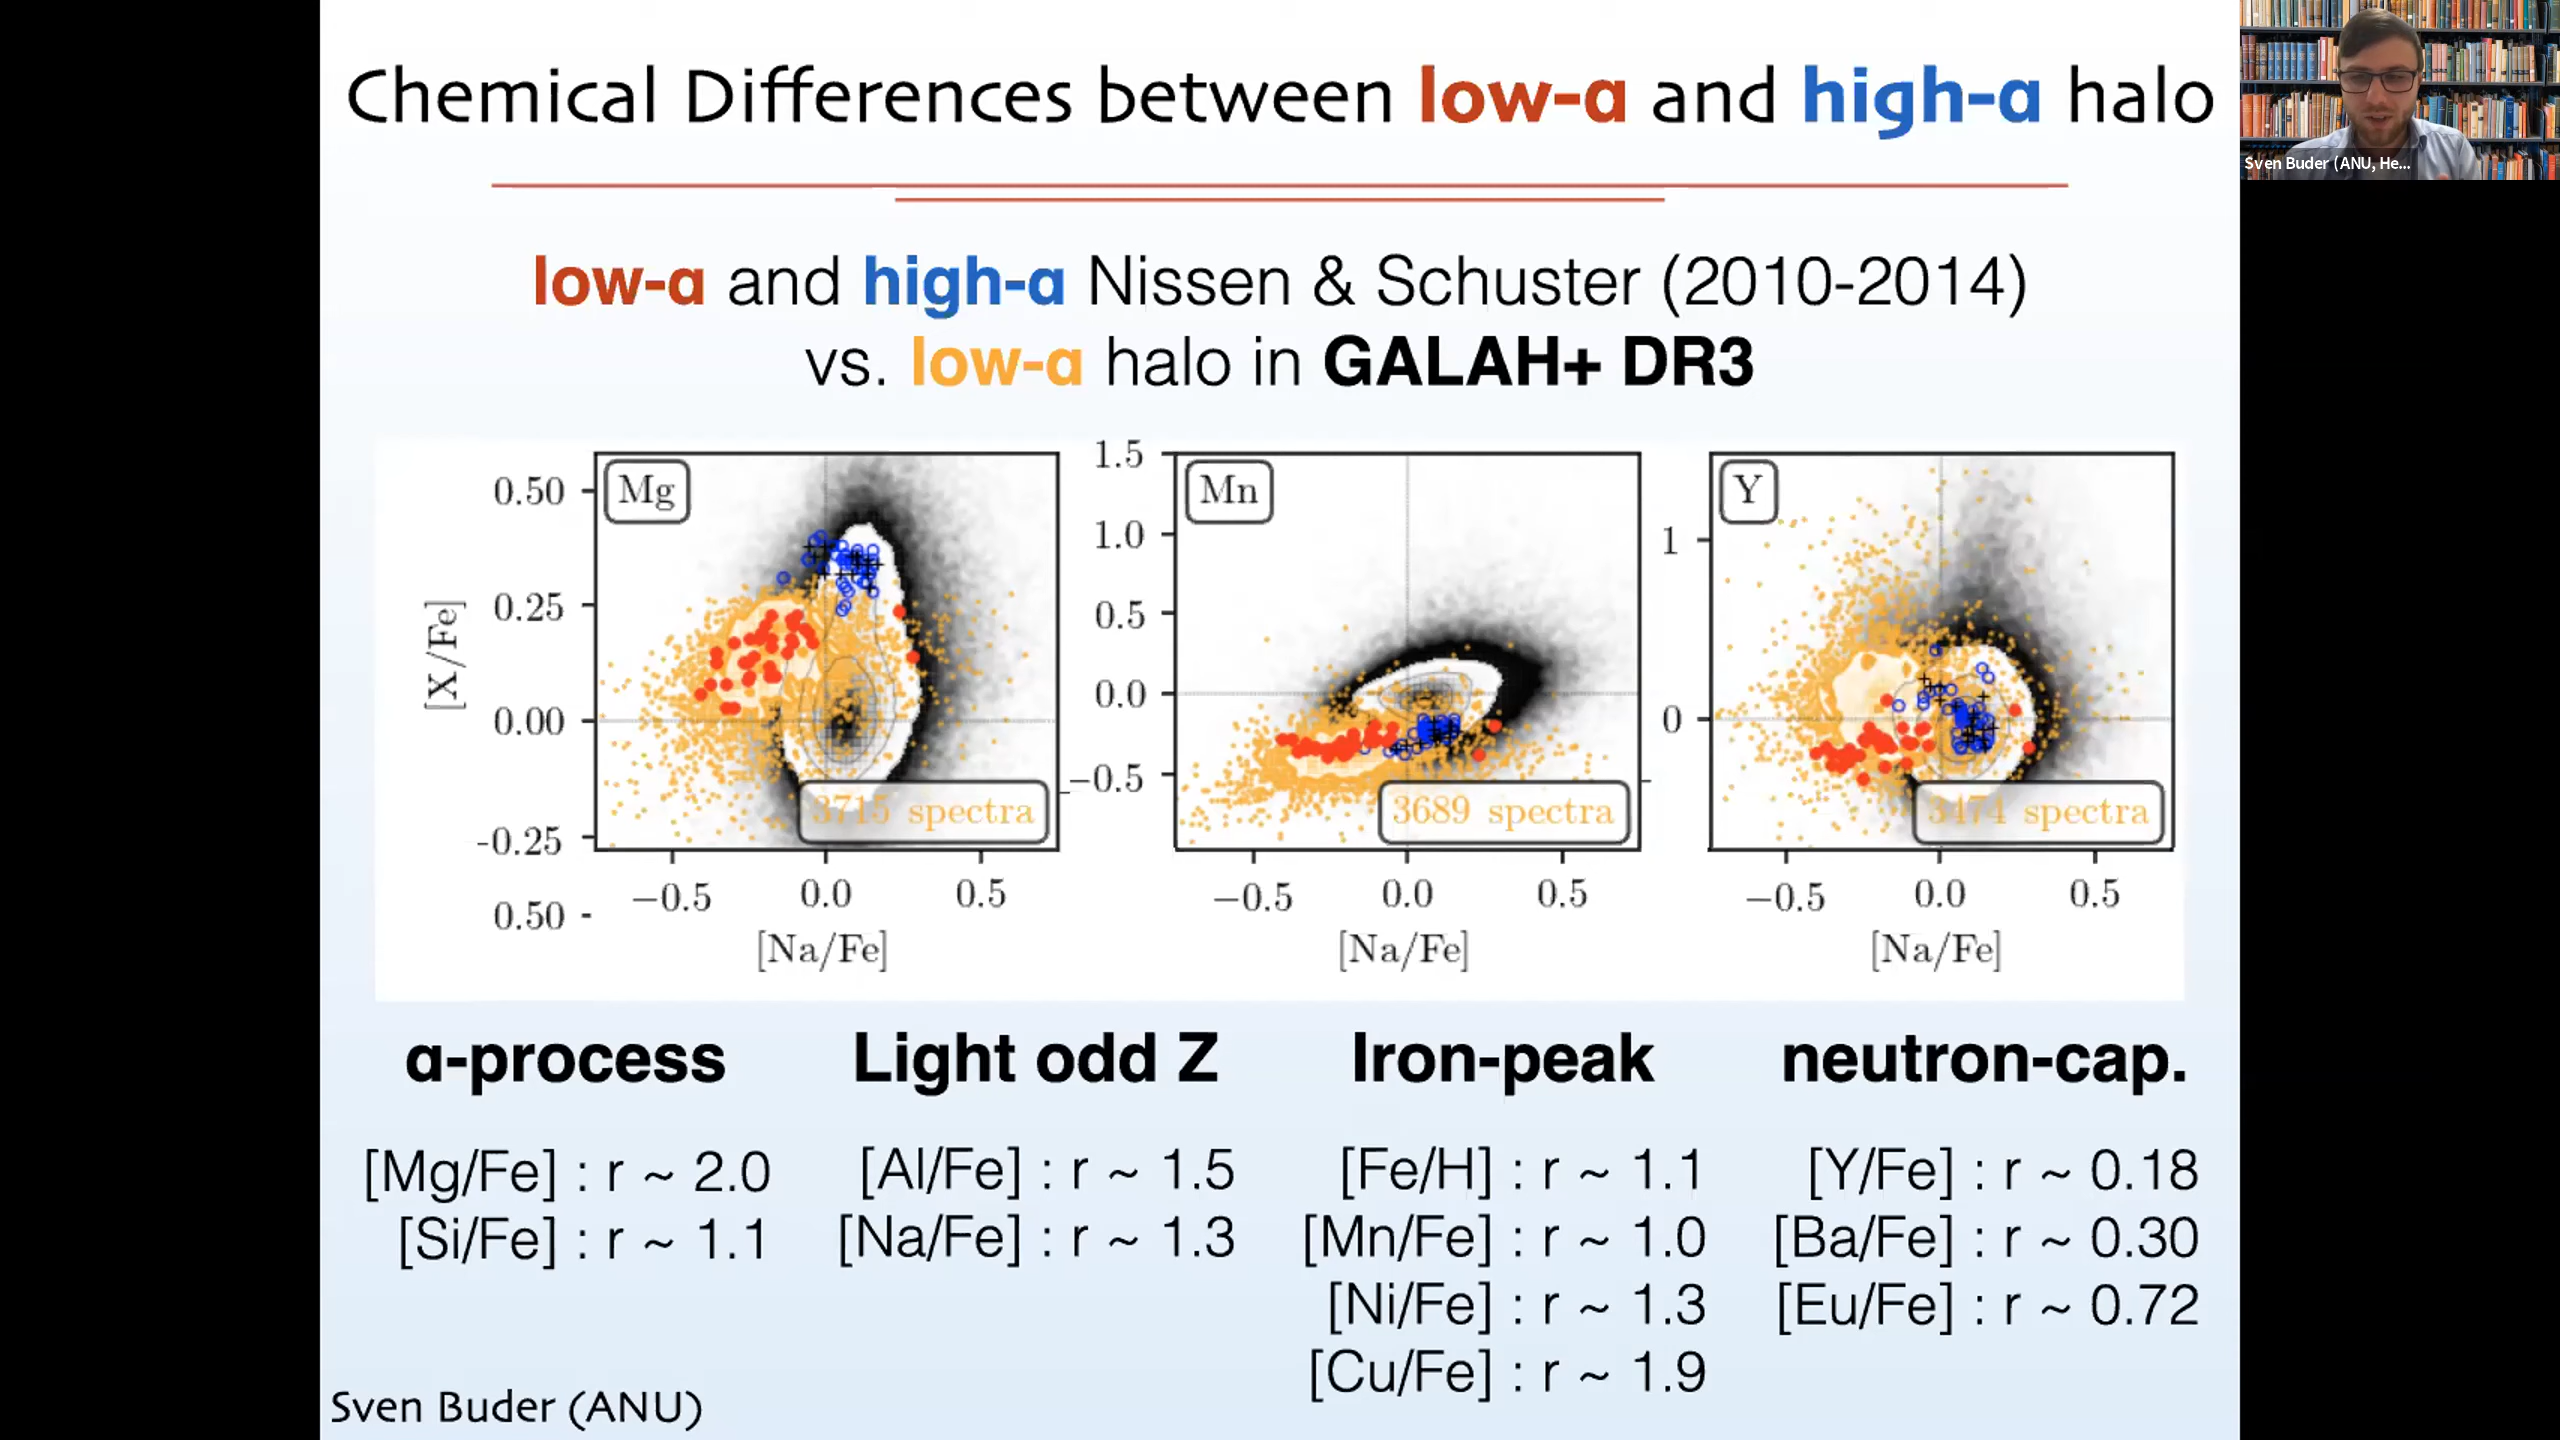 Chemical Differences between low-α and high-α halo
Sven Buder (ANU, He...
low-α and high-α Nissen & Schuster (2010-2014)
vs. low-α halo in GALAH+ DR3
[X/Fe]
0.50
0.25
0.00
-0.25
0.50
Mg
3715 spectra
−0.5 0.0 0.5
[Na/Fe]
1.5
1.0
0.5
0.0
−0.5
Mn
3689 spectra
−0.5 0.0 0.5
[Na/Fe]
1
0
Y
3474 spectra
−0.5 0.0 0.5
[Na/Fe]
α-process
[Mg/Fe] : r ~ 2.0
[Si/Fe] : r ~ 1.1
Light odd Z
[Al/Fe] : r ~ 1.5
[Na/Fe] : r ~ 1.3
Iron-peak
[Fe/H] : r ~ 1.1
[Mn/Fe] : r ~ 1.0
[Ni/Fe] : r ~ 1.3
[Cu/Fe] : r ~ 1.9
neutron-cap.
[Y/Fe] : r ~ 0.18
[Ba/Fe] : r ~ 0.30
[Eu/Fe] : r ~ 0.72
Sven Buder (ANU)